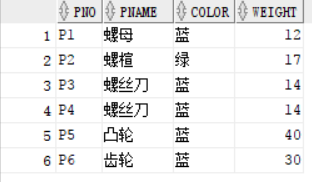 PNO PNAME COLOR WEIGHT
1 P1 螺母 蓝 12
2 P2 螺楦 绿 17
3 P3 螺丝刀 蓝 14
4 P4 螺丝刀 蓝 14
5 P5 凸轮 蓝 40
6 P6 齿轮 蓝 30